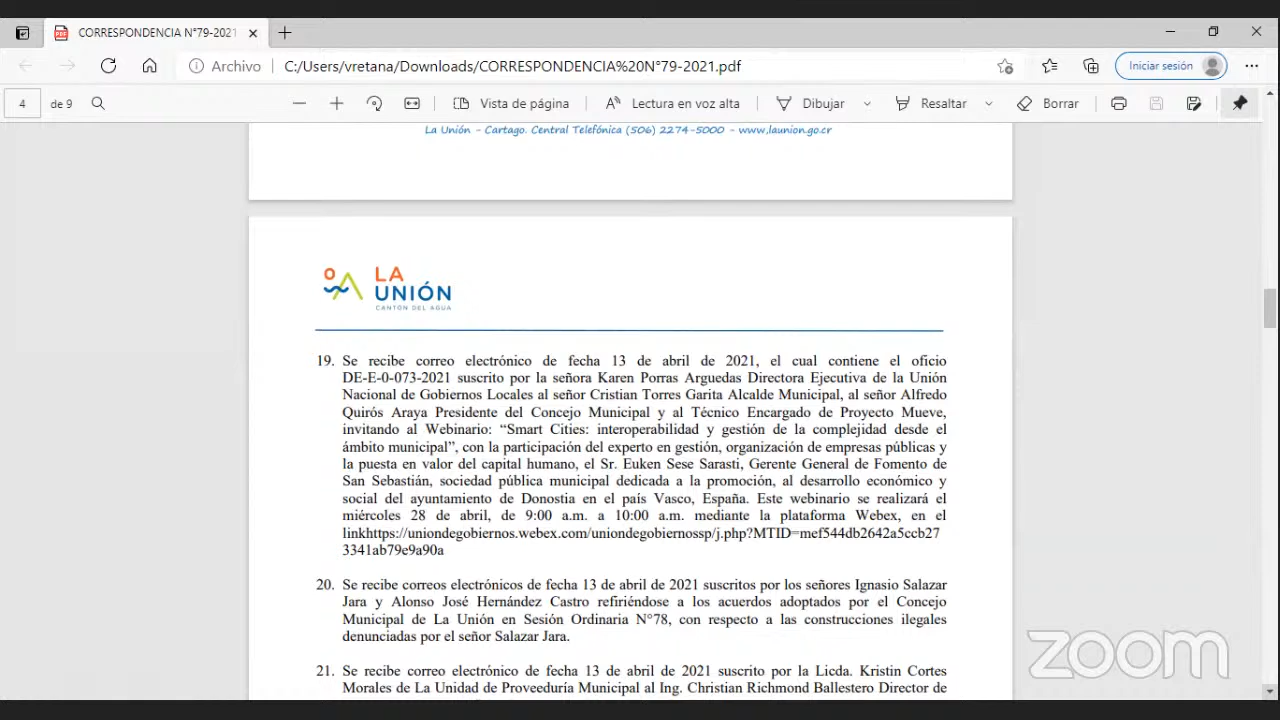 CORRESPONDENCIA N°79-2021
Archivo
C:/Users/vretana/Downloads/CORRESPONDENCIA%20N°79-2021.pdf
Iniciar sesión
4 de 9
Vista de página
Lectura en voz alta
Dibujar
Resaltar
Borrar
La Unión - Cartago. Central Telefónica (506) 2274-5000 - www.launion.go.cr
LA
UNIÓN
CANTÓN DEL AGUA
19. Se recibe correo electrónico de fecha 13 de abril de 2021, el cual contiene el oficio
DE-E-0-073-2021 suscrito por la señora Karen Porras Arguedas Directora Ejecutiva de la Unión
Nacional de Gobiernos Locales al señor Cristian Torres Garita Alcalde Municipal, al señor Alfredo
Quirós Araya Presidente del Concejo Municipal y al Técnico Encargado de Proyecto Mueve,
invitando al Webinario: “Smart Cities: interoperabilidad y gestión de la complejidad desde el
ámbito municipal”, con la participación del experto en gestión, organización de empresas públicas y
la puesta en valor del capital humano, el Sr. Euken Sese Sarasti, Gerente General de Fomento de
San Sebastián, sociedad pública municipal dedicada a la promoción, al desarrollo económico y
social del ayuntamiento de Donostia en el país Vasco, España. Este webinario se realizará el
miércoles 28 de abril, de 9:00 a.m. a 10:00 a.m. mediante la plataforma Webex, en el
linkhttps://uniondegobiernos.webex.com/uniondegobiernossp/j.php?MTID=mef544db2642a5ccb27
3341ab79e9a90a
20. Se recibe correos electrónicos de fecha 13 de abril de 2021 suscritos por los señores Ignasio Salazar
Jara y Alonso José Hernández Castro refiriéndose a los acuerdos adoptados por el Concejo
Municipal de La Unión en Sesión Ordinaria N°78, con respecto a las construcciones ilegales
denunciadas por el señor Salazar Jara.
21. Se recibe correo electrónico de fecha 13 de abril de 2021 suscrito por la Licda. Kristin Cortes
Morales de La Unidad de Proveeduría Municipal al Ing. Christian Richmond Ballestero Director de
zoom